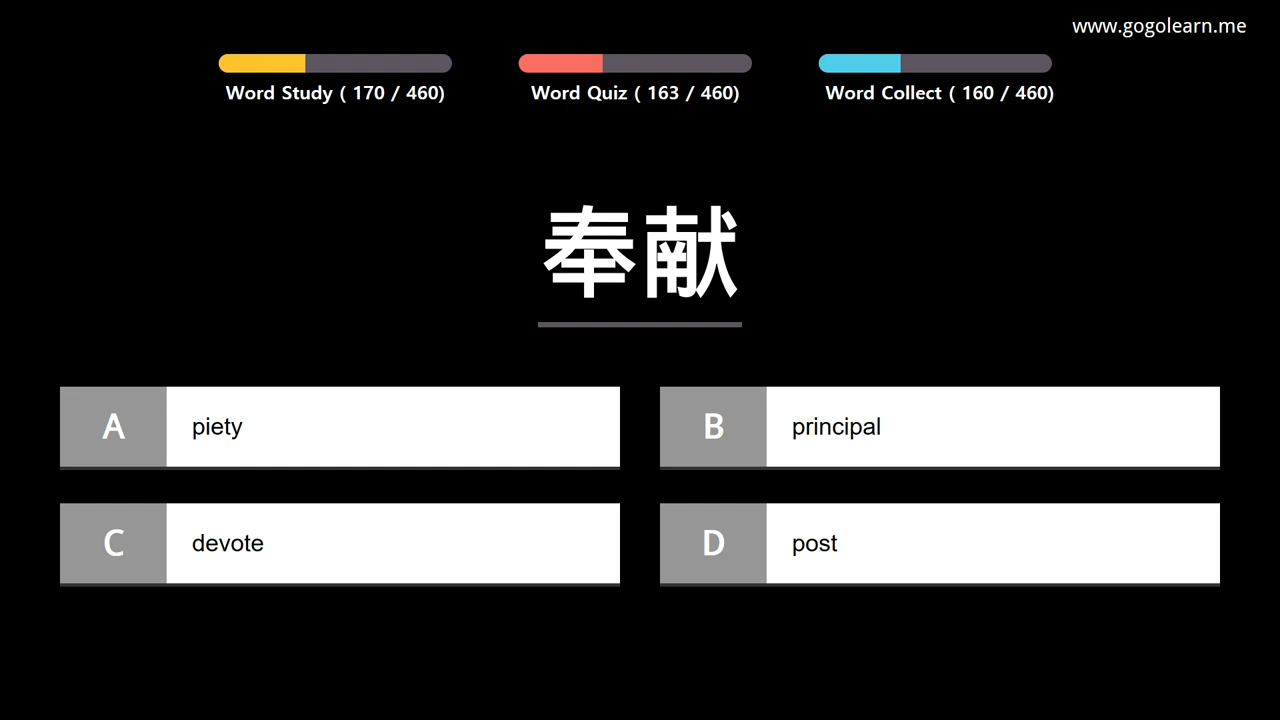 www.gogolearn.me
Word Study ( 170 / 460)
Word Quiz ( 163 / 460)
Word Collect ( 160 / 460)
奉献
A piety
B principal
C devote
D post